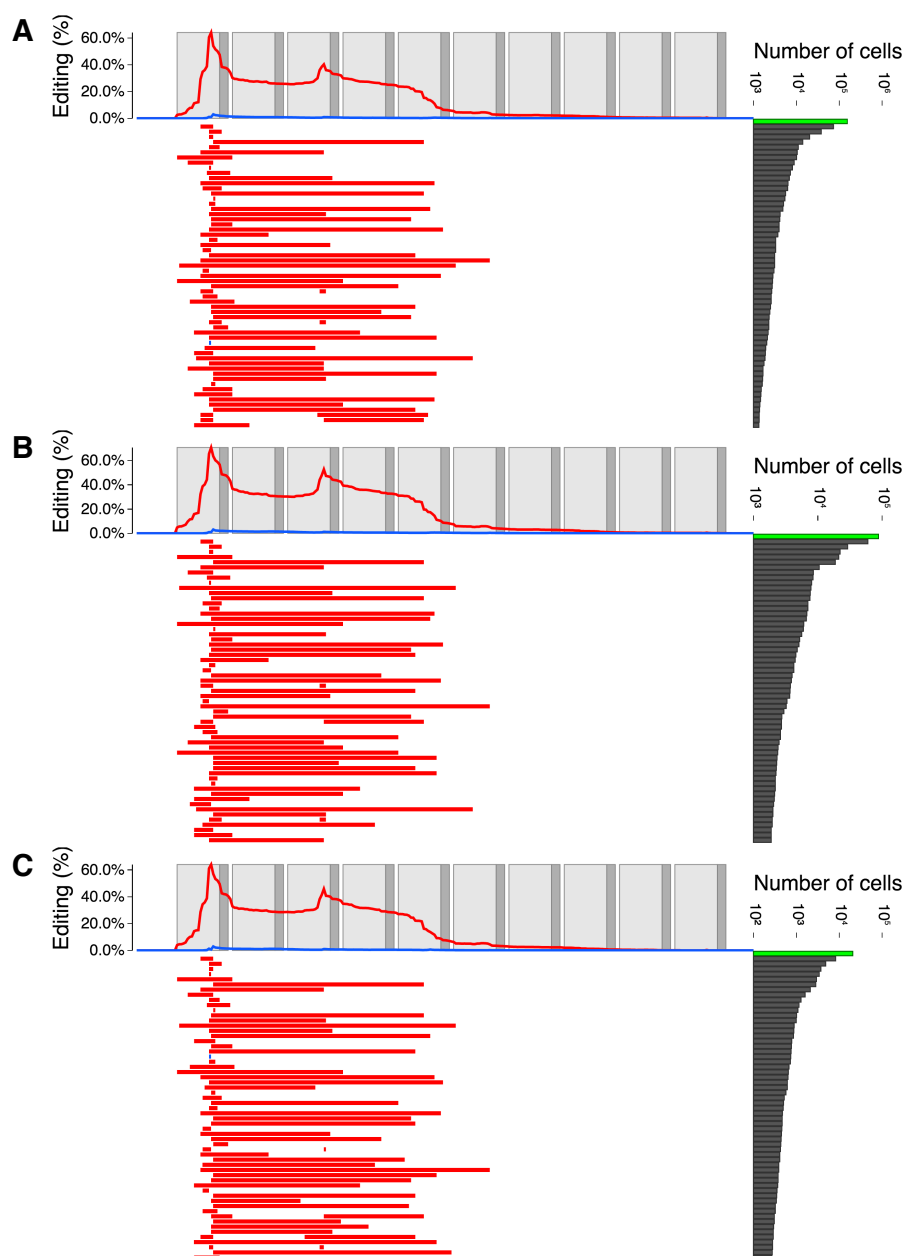 A
Editing (%)
60.0%
40.0%
20.0%
0.0%
Number of cells
10³ 10⁴ 10⁵ 10⁶
B
Editing (%)
60.0%
40.0%
20.0%
0.0%
Number of cells
10³ 10⁴ 10⁵
C
Editing (%)
60.0%
40.0%
20.0%
0.0%
Number of cells
10² 10³ 10⁴ 10⁵